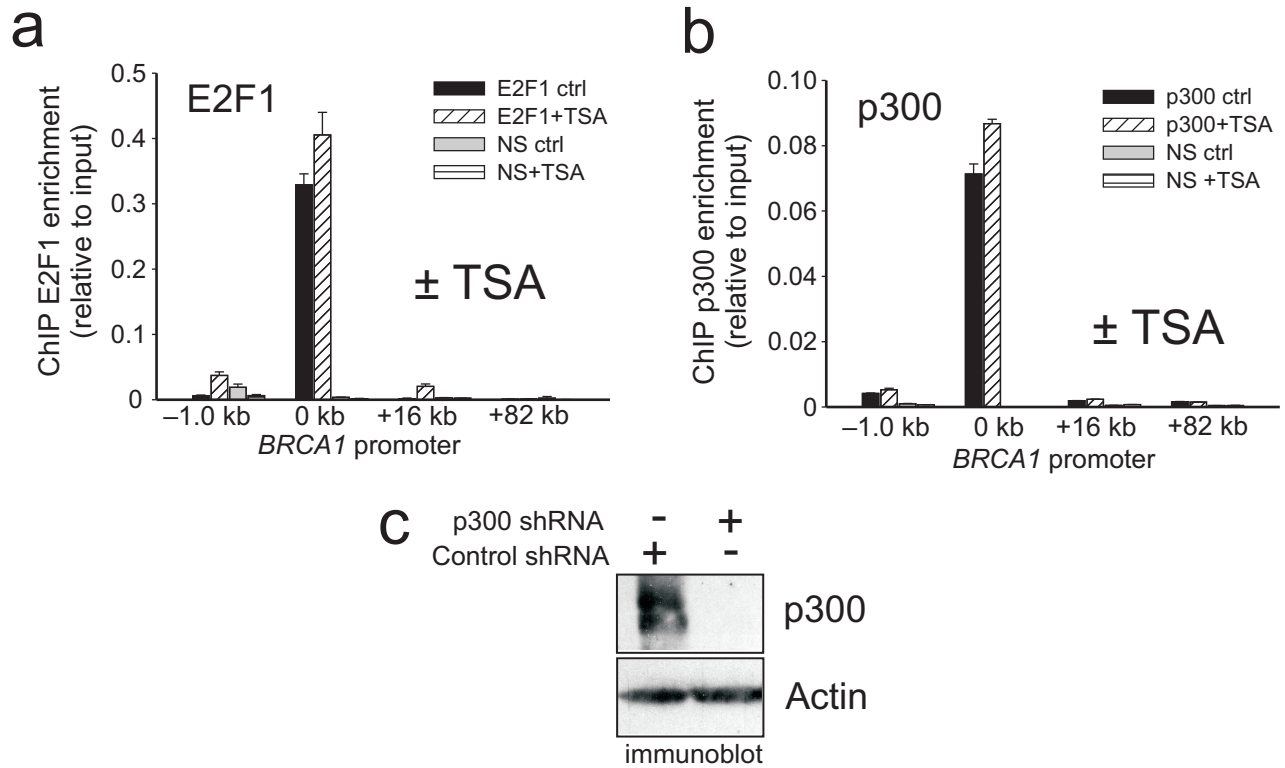 a
ChIP E2F1 enrichment
(relative to input)
0.5
0.4
0.3
0.2
0.1
0
E2F1
E2F1 ctrl
E2F1+TSA
NS ctrl
NS+TSA
± TSA
–1.0 kb 0 kb +16 kb +82 kb
BRCA1 promoter
b
ChIP p300 enrichment
(relative to input)
0.10
0.08
0.06
0.04
0.02
0
p300
p300 ctrl
p300+TSA
NS ctrl
NS +TSA
± TSA
–1.0 kb 0 kb +16 kb +82 kb
BRCA1 promoter
c
p300 shRNA - +
Control shRNA + -
p300
Actin
immunoblot